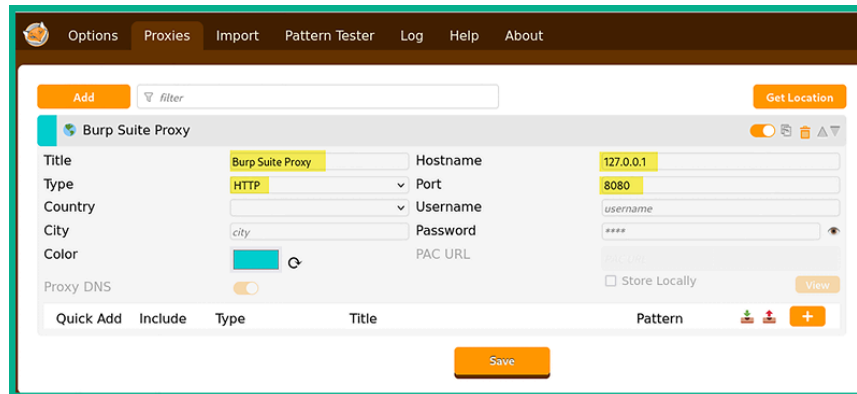 Options Proxies Import Pattern Tester Log Help About
Add filter Get Location
Burp Suite Proxy
Title Burp Suite Proxy Hostname 127.0.0.1
Type HTTP Port 8080
Country Username username
City city Password ****
Color PAC URL
Proxy DNS Store Locally View
Quick Add Include Type Title Pattern
Save